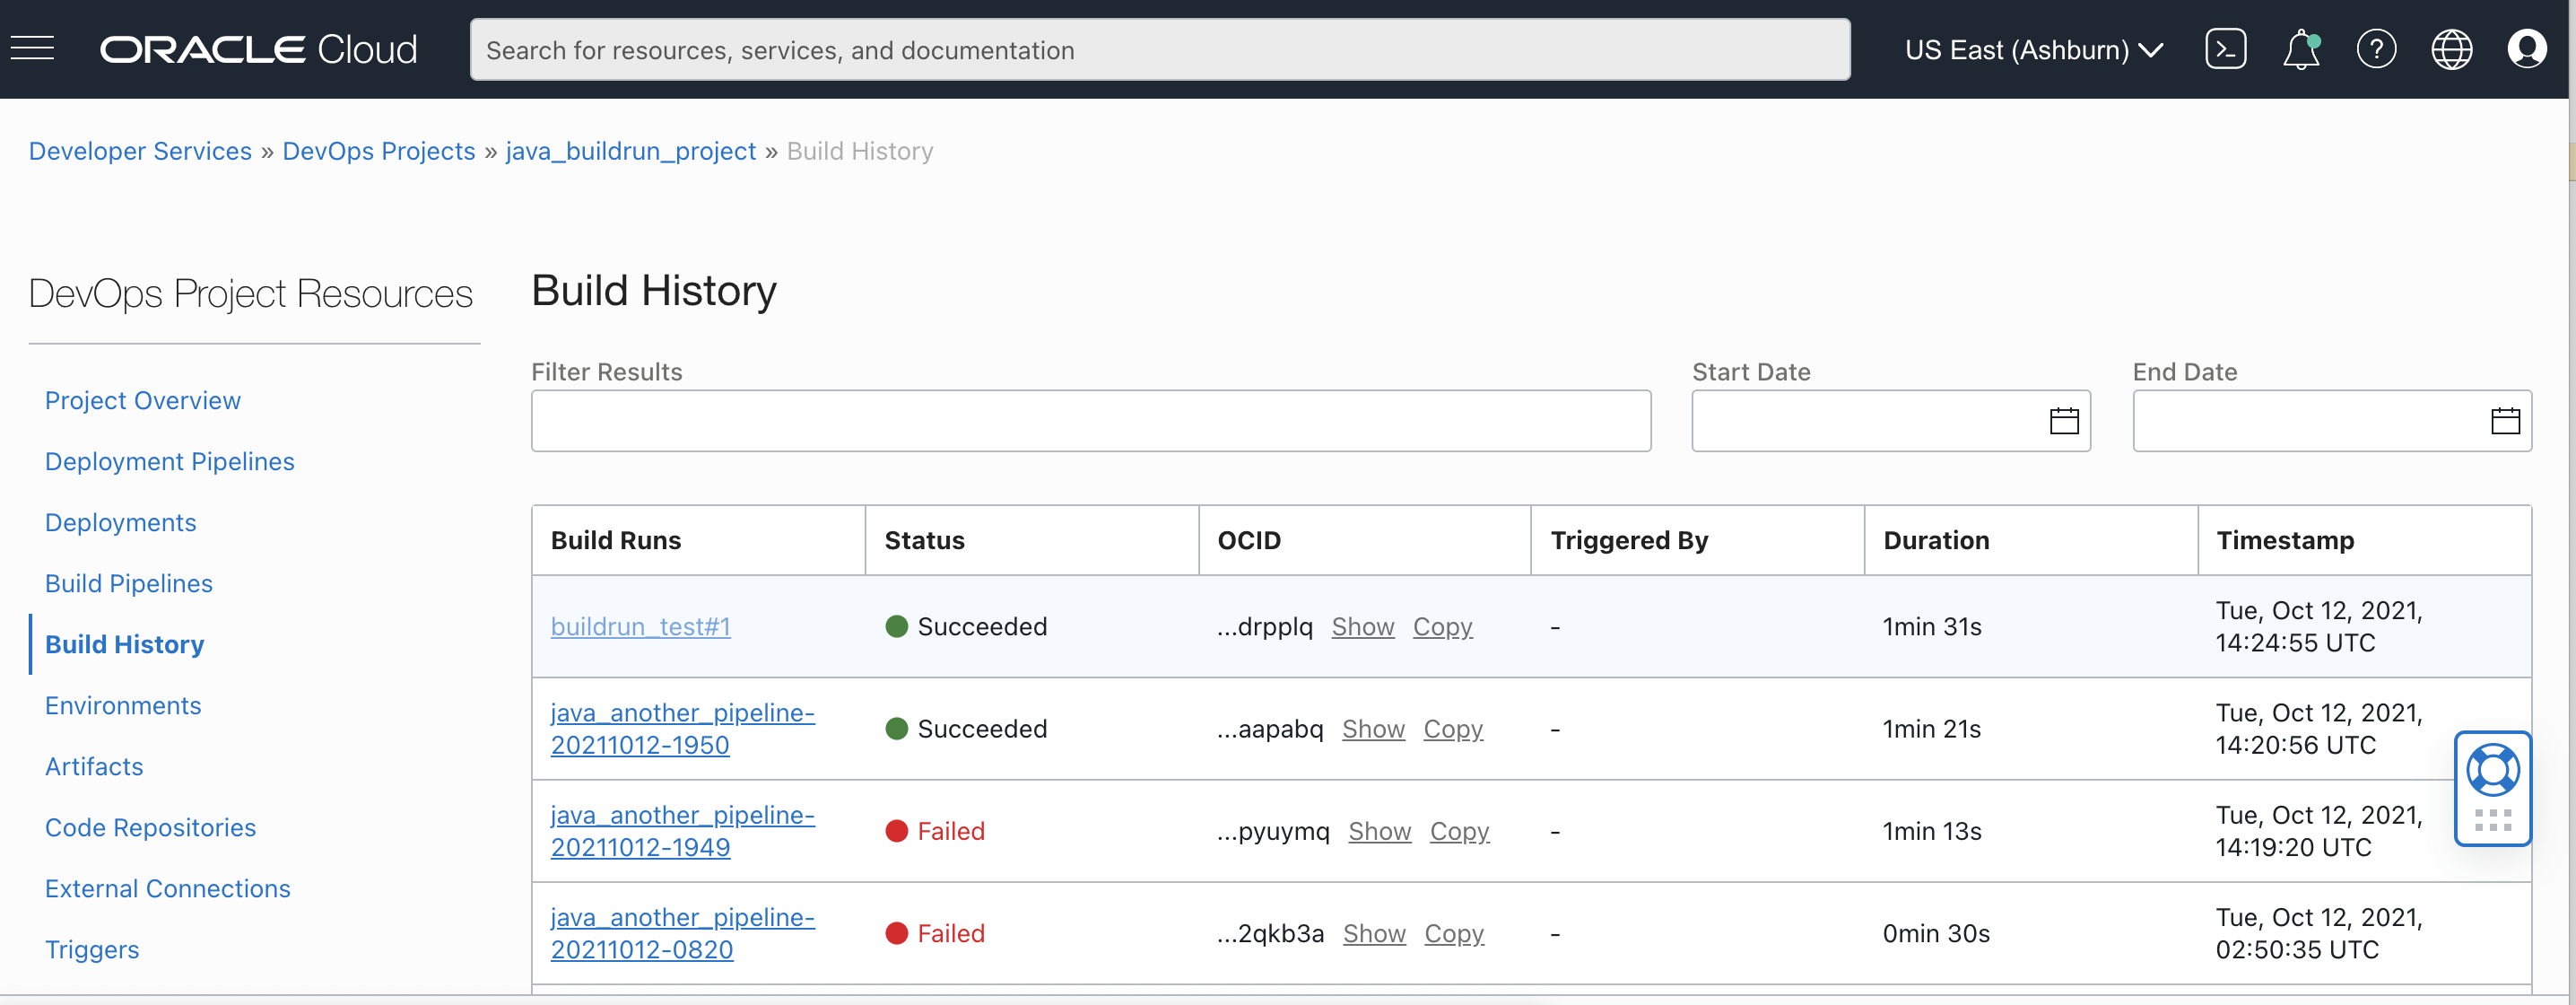 ORACLE Cloud
Search for resources, services, and documentation
US East (Ashburn)
Developer Services » DevOps Projects » java_buildrun_project » Build History
DevOps Project Resources
Project Overview
Deployment Pipelines
Deployments
Build Pipelines
Build History
Environments
Artifacts
Code Repositories
External Connections
Triggers
Build History
Filter Results
Start Date
End Date
Build Runs Status OCID Triggered By Duration Timestamp
buildrun_test#1 Succeeded ...drpplq Show Copy - 1min 31s Tue, Oct 12, 2021,
14:24:55 UTC
java_another_pipeline- Succeeded ...aapabq Show Copy - 1min 21s Tue, Oct 12, 2021,
20211012-1950 14:20:56 UTC
java_another_pipeline- Failed ...pyuymq Show Copy - 1min 13s Tue, Oct 12, 2021,
20211012-1949 14:19:20 UTC
java_another_pipeline- Failed ...2qkb3a Show Copy - 0min 30s Tue, Oct 12, 2021,
20211012-0820 02:50:35 UTC